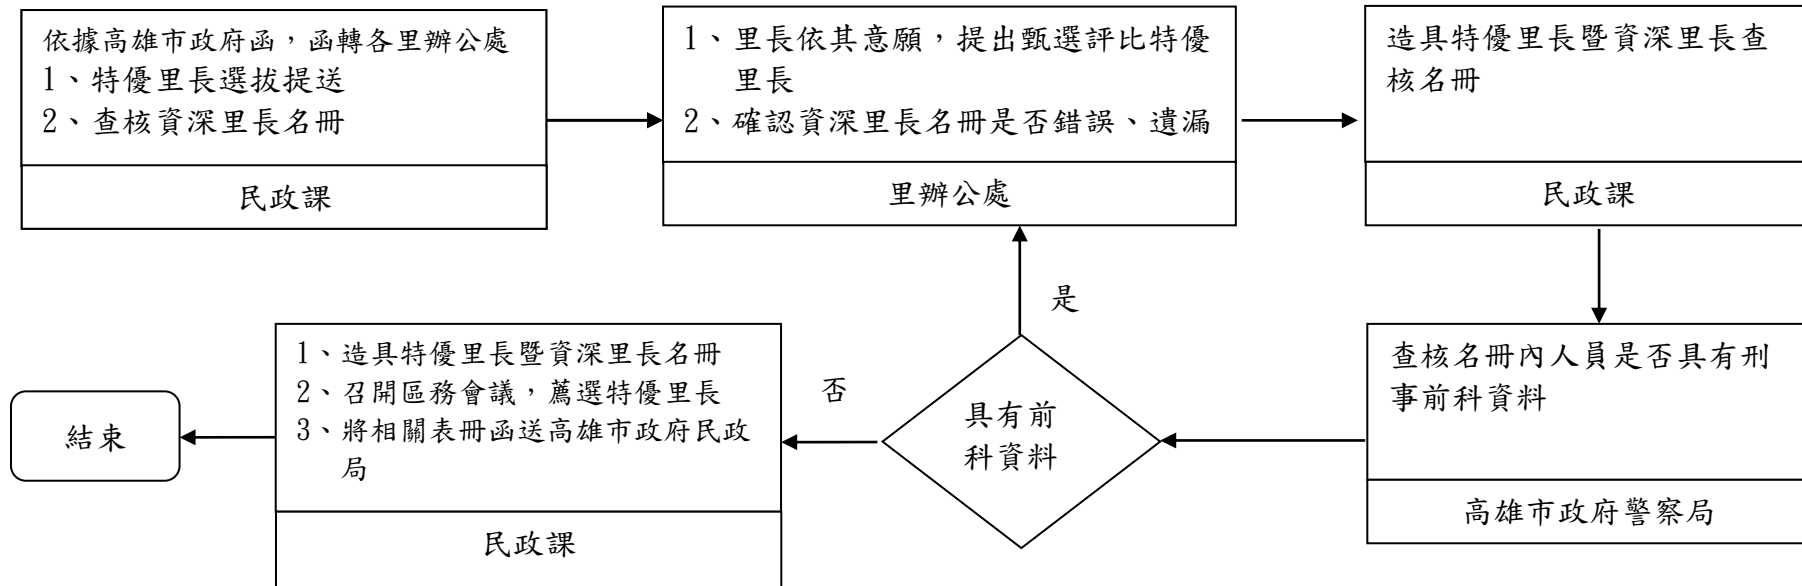 依據高雄市政府函，函轉各里辦公處
1、特優里長選拔提送
2、查核資深里長名冊
民政課
1、里長依其意願，提出甄選評比特優
里長
2、確認資深里長名冊是否錯誤、遺漏
里辦公處
造具特優里長暨資深里長查
核名冊
民政課
查核名冊內人員是否具有刑
事前科資料
高雄市政府警察局
具有前
科資料
是
否
1、造具特優里長暨資深里長名冊
2、召開區務會議，薦選特優里長
3、將相關表冊函送高雄市政府民政
局
民政課
結束